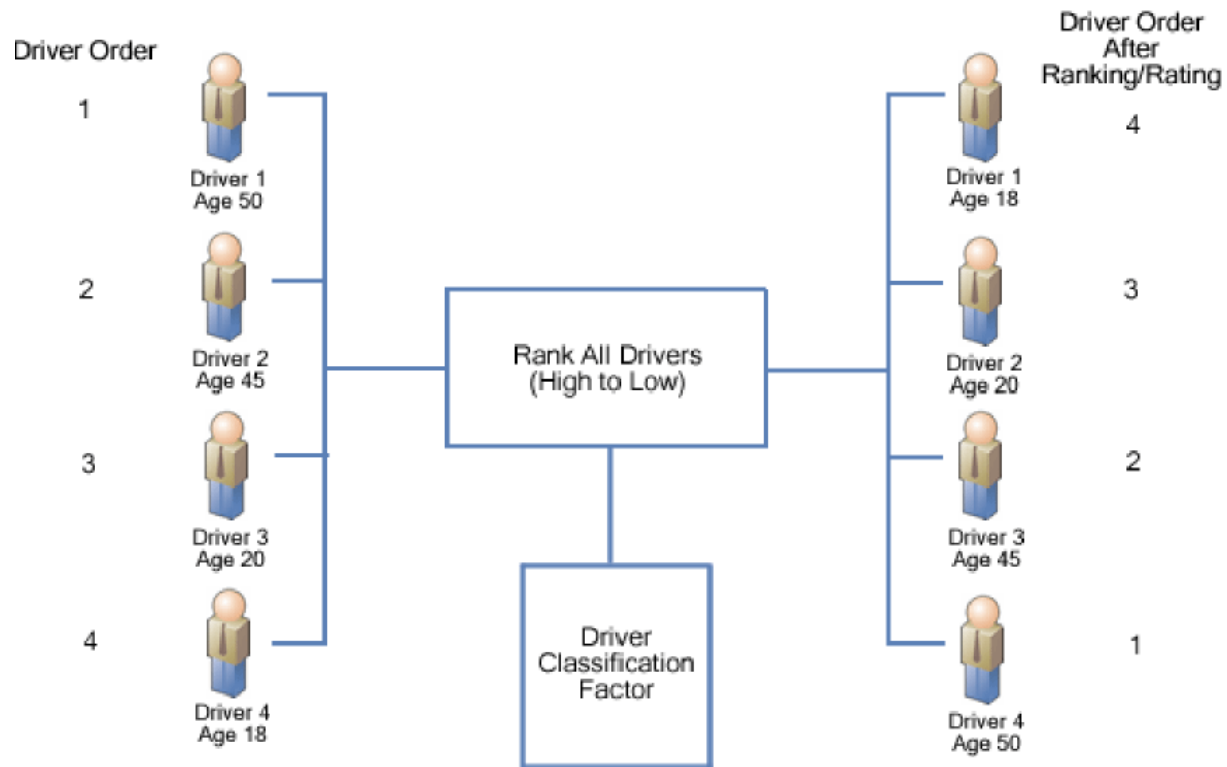 Driver Order
1
Driver 1
Age 50
2
Driver 2
Age 45
3
Driver 3
Age 20
4
Driver 4
Age 18
Rank All Drivers
(High to Low)
Driver
Classification
Factor
Driver Order
After
Ranking/Rating
4
Driver 1
Age 18
3
Driver 2
Age 20
2
Driver 3
Age 45
1
Driver 4
Age 50